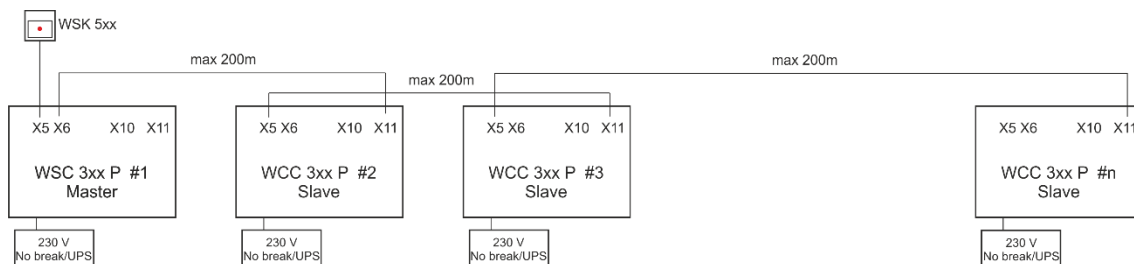 WSK 5xx
max 200m
max 200m
max 200m
X5 X6 X10 X11
WSC 3xx P #1
Master
230 V
No break/UPS
X5 X6 X10 X11
WCC 3xx P #2
Slave
230 V
No break/UPS
X5 X6 X10 X11
WCC 3xx P #3
Slave
230 V
No break/UPS
X5 X6 X10 X11
WCC 3xx P #n
Slave
230 V
No break/UPS